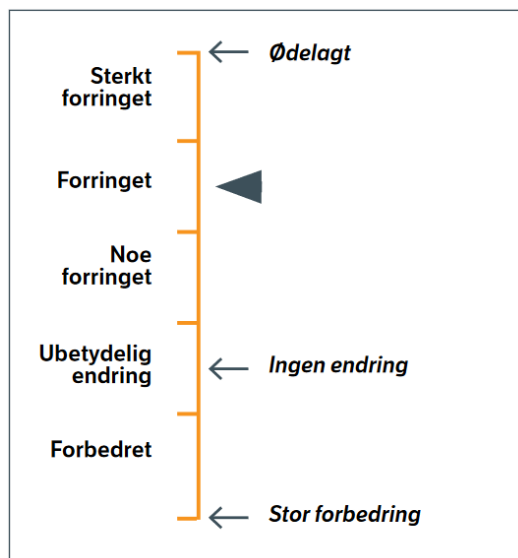 Ødelagt
Sterkt
forringet
Forringet
Noe
forringet
Ubetydelig
endring
Ingen endring
Forbedret
Stor forbedring